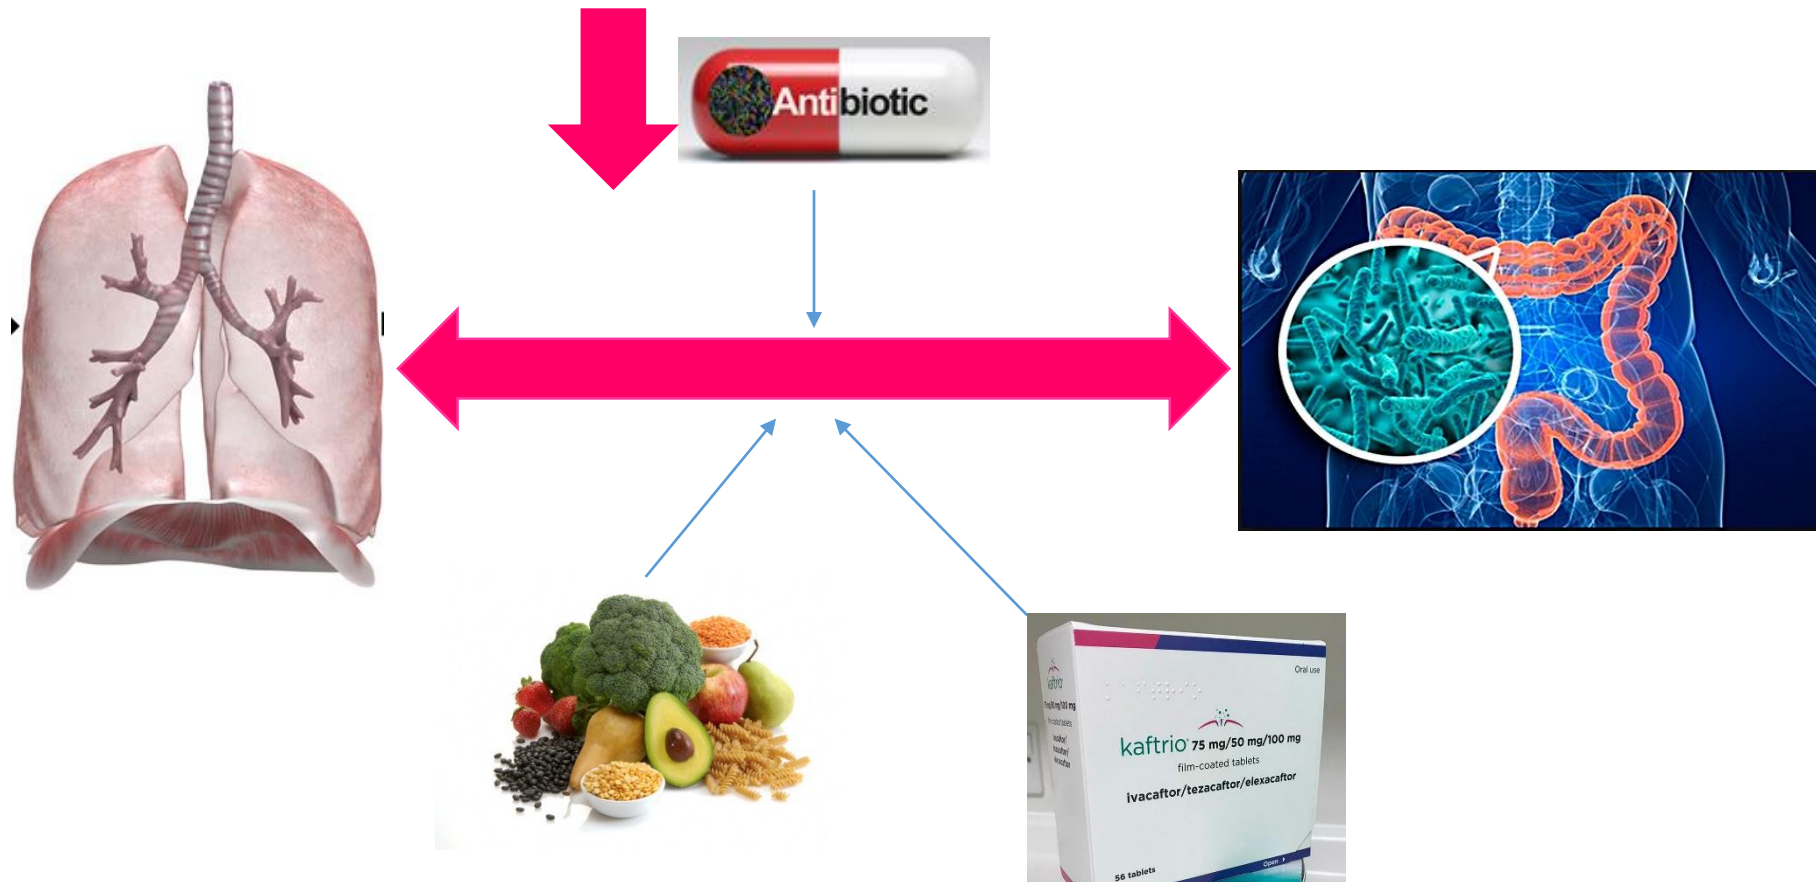 Antibiotic
Oral use
kaftrio
kaftrio 75 mg/50 mg/100 mg
film-coated tablets
ivacaftor/tezacaftor/elexacaftor
56 tablets
Open